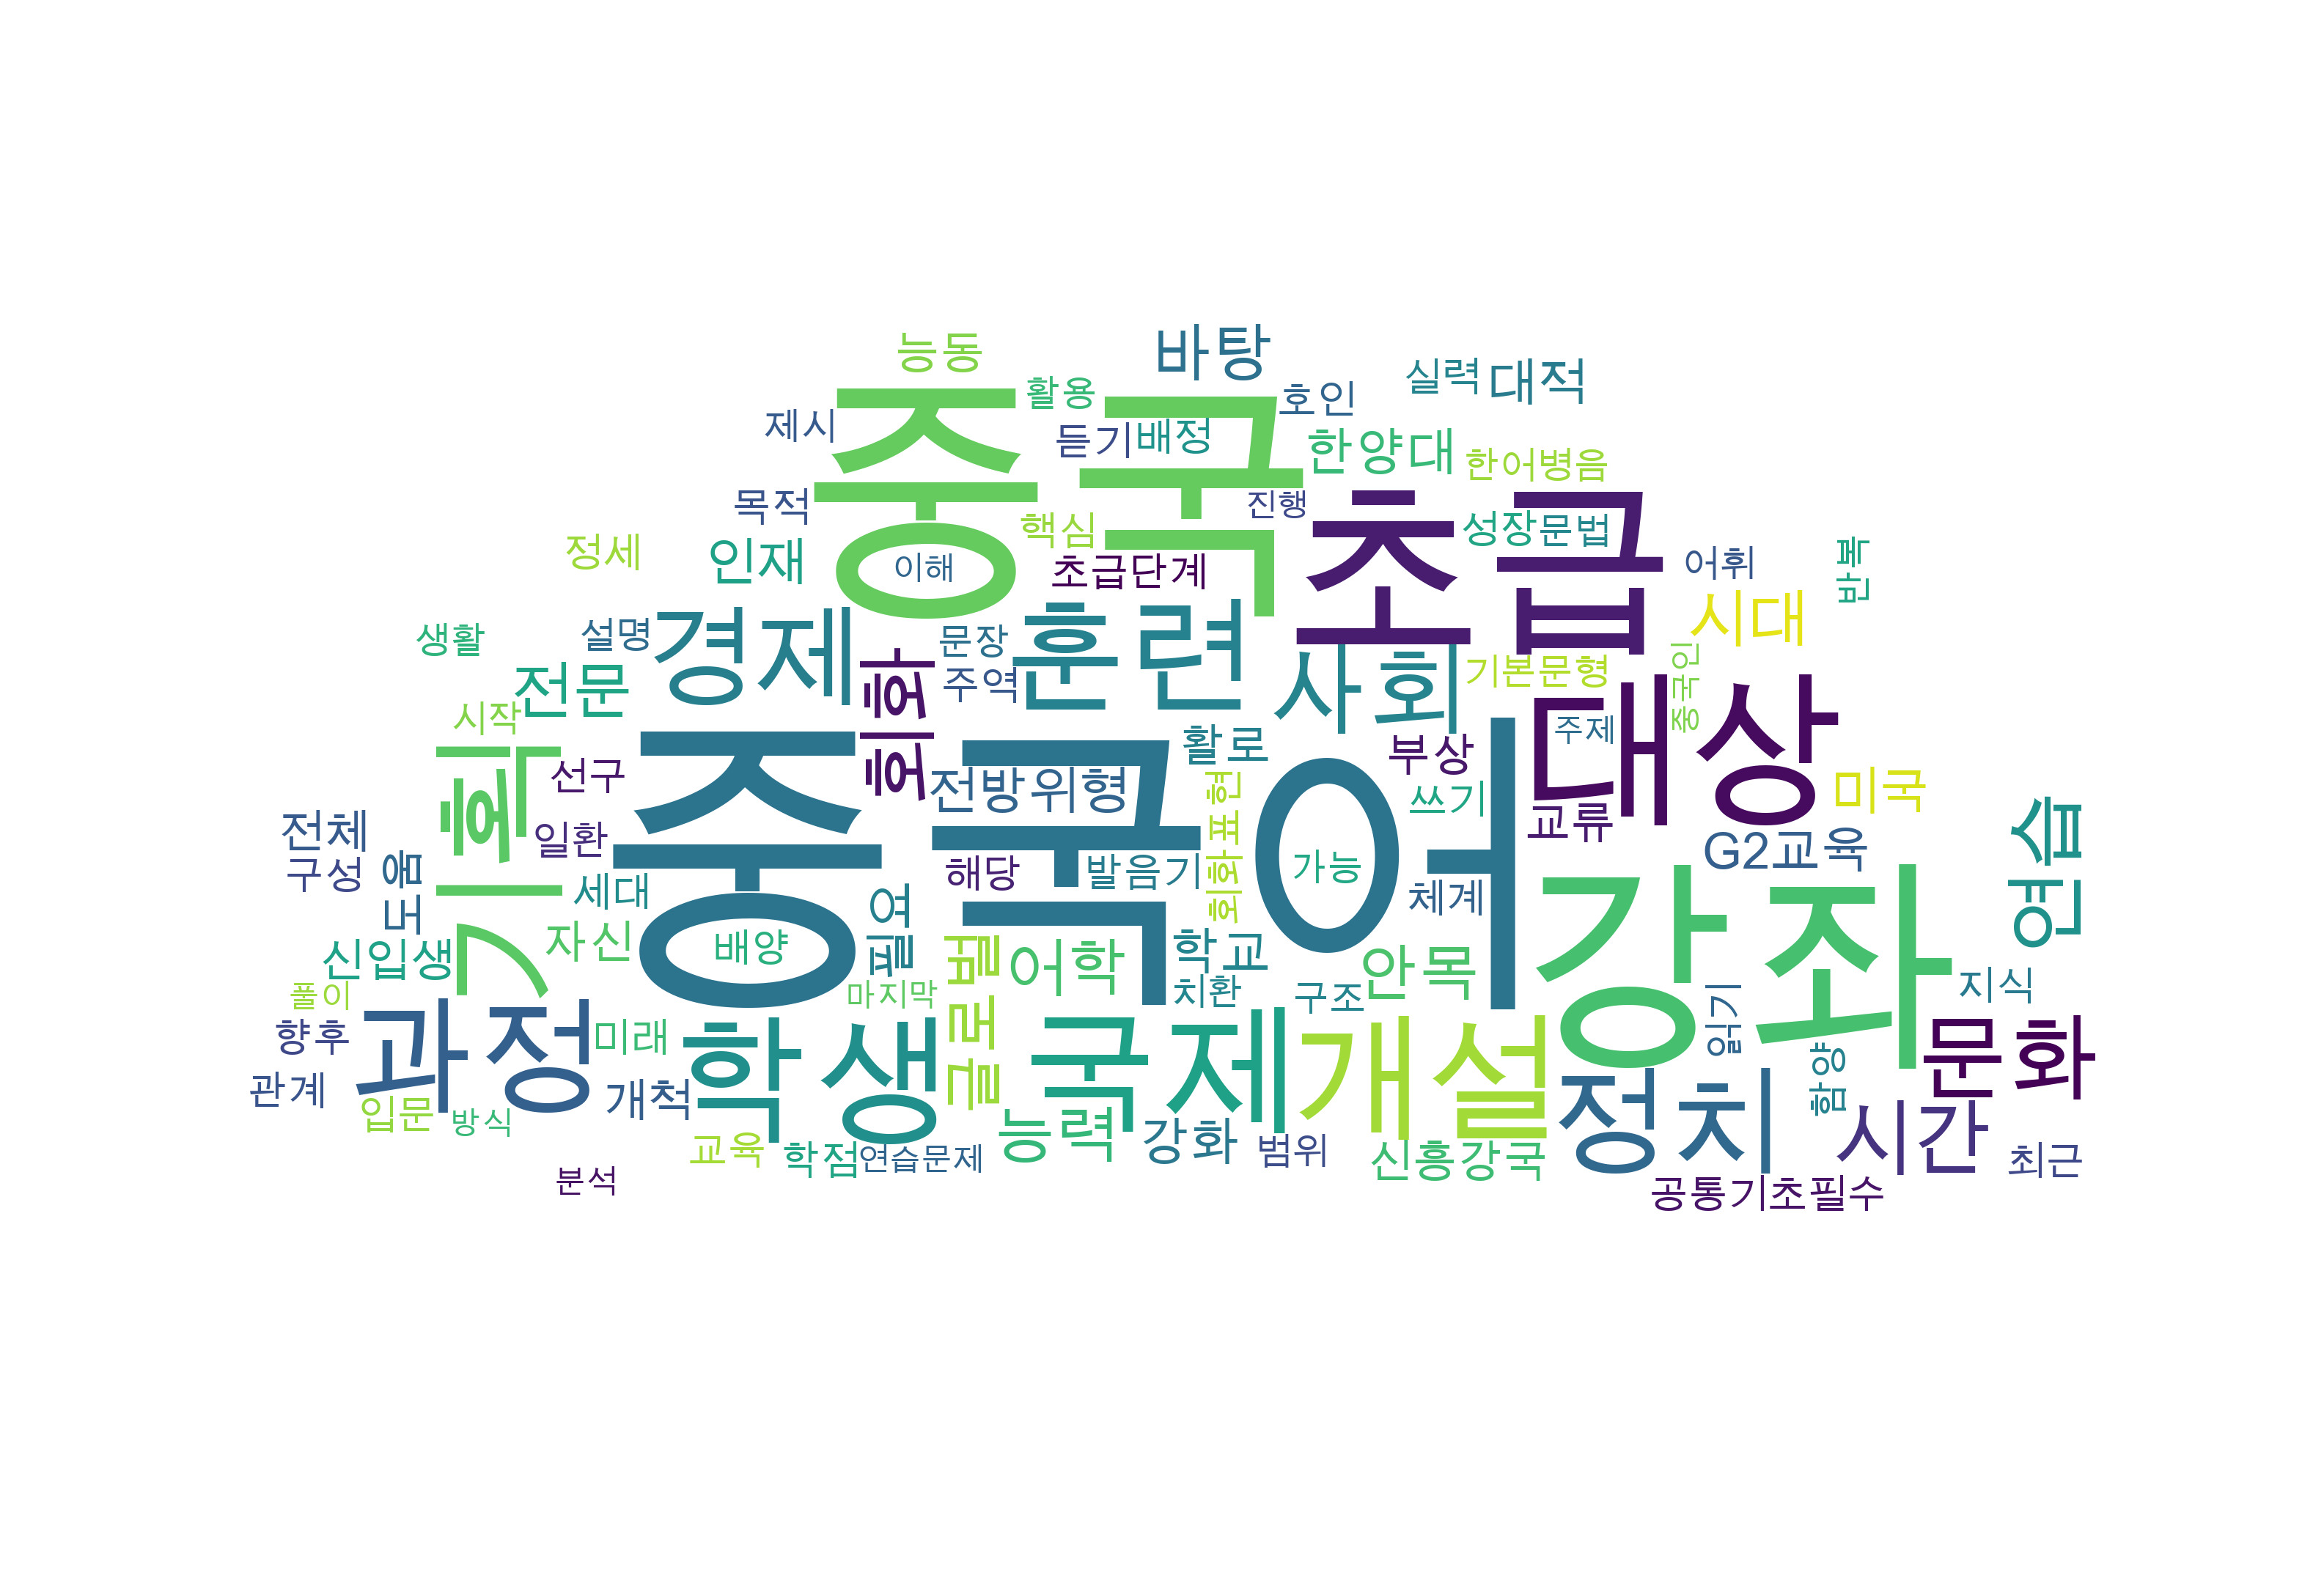 능동
바탕
활용
호인
실력
대적
제시
중국
듣기
배정
한양대
한어병음
목적
진행
초급
핵심
성장
문법
정세
인재
이해
초급단계
어휘
반복
생활
설명
경제
문장
훈련
시대
전문
회화
주역
사회
기본문형
중국인
시작
기획
선구
중국어
활로
부상
주제
대상
전방위형
회화표현
쓰기
미국
전체
일환
교류
G2
교육
연습
구성
도움
세대
해당
발음기
가능
체계
강좌
신입생
자신
배양
필연
글로벌
어학
학교
안목
풀이
마지막
치환
구조
읽기
지식
향후
과정
미래
학생
국제
개설
문화
관계
개척
정치
함양
입문
방식
능력
강화
시간
교육
학점
연습문제
범위
신흥강국
최근
분석
공통기초필수